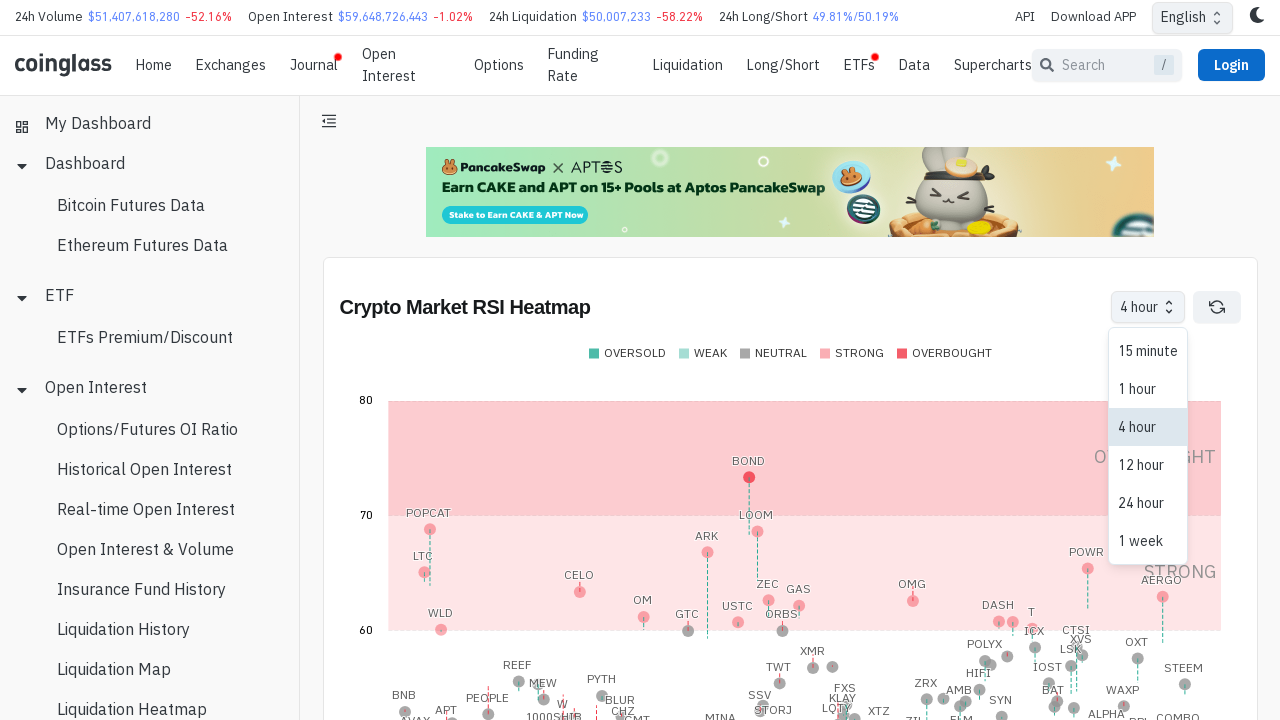 24h Volume $51,407,618,280 -52.16% Open Interest $59,648,726,443 -1.02% 24h Liquidation $50,007,233 -58.22% 24h Long/Short 49.81%/50.19% API Download APP English
coinglass Home Exchanges Journal Open Interest Options Funding Rate Liquidation Long/Short ETFs Data Supercharts Search / Login
My Dashboard
Dashboard
Bitcoin Futures Data
Ethereum Futures Data
ETF
ETFs Premium/Discount
Open Interest
Options/Futures OI Ratio
Historical Open Interest
Real-time Open Interest
Open Interest & Volume
Insurance Fund History
Liquidation History
Liquidation Map
Liquidation Heatmap
PancakeSwap × APTOS
Earn CAKE and APT on 15+ Pools at Aptos PancakeSwap
Stake to Earn CAKE & APT Now
Crypto Market RSI Heatmap
4 hour
15 minute
1 hour
4 hour
12 hour
24 hour
1 week
OVERSOLD WEAK NEUTRAL STRONG OVERBOUGHT
80
BOND
70
POPCAT LOOM
ARK
LTC POWR
STRONG
CELO AERGO
ZEC GAS OMG
OM
WLD GTC USTC ORBS DASH T
60
ICX CTSI
XVS
POLYX LSK OXT
XMR
REEF TWT HIFI IOST STEEM
MEW PYTH ZRX AMB BAT WAXP
BNB PEOPLE W BLUR SSV FXS SYN
KLAY
APT CHZ STORJ LQTY XTZ ALPHA
1000SHIB MINA COMBO